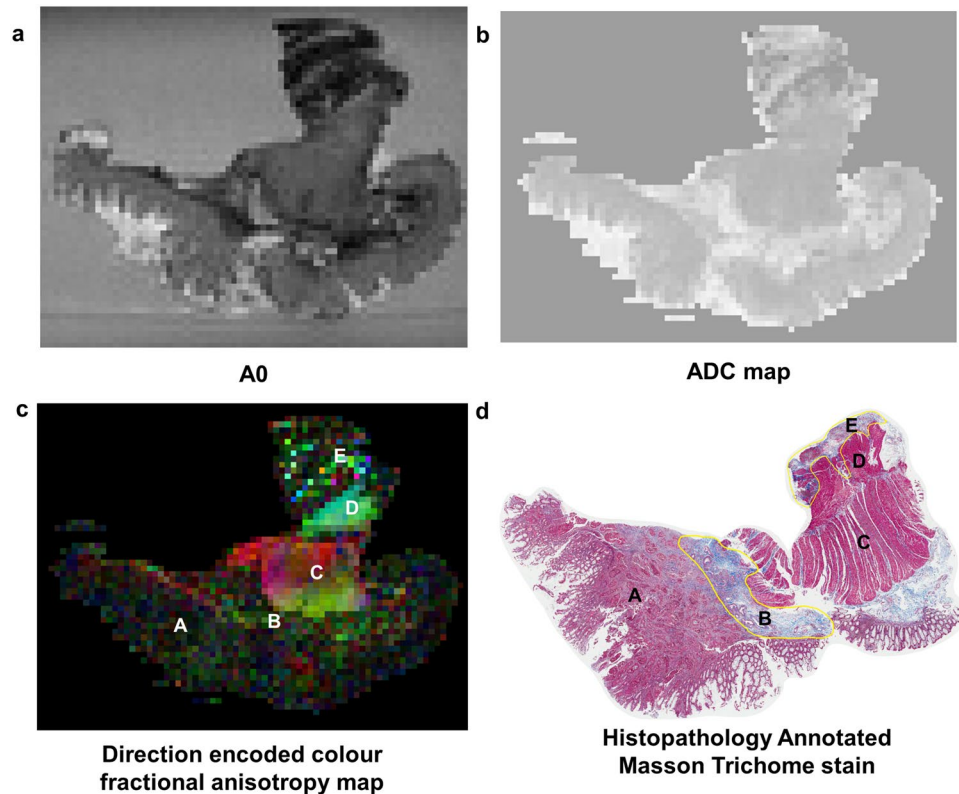 a
b
A0
ADC map
c
d
E
D
C
B
A
E
D
C
A
B
Direction encoded colour
fractional anisotropy map
Histopathology Annotated
Masson Trichome stain